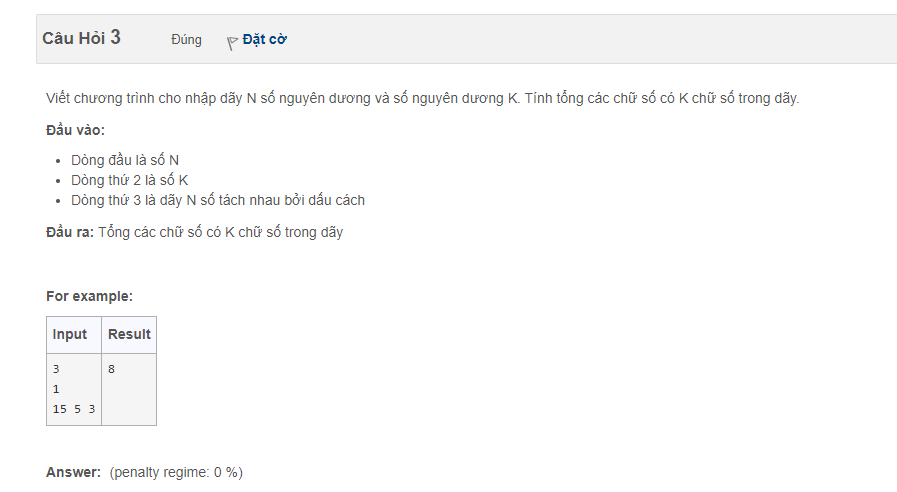 Câu Hỏi 3 Đúng Đặt cờ
Viết chương trình cho nhập dãy N số nguyên dương và số nguyên dương K. Tính tổng các chữ số có K chữ số trong dãy.
Đầu vào:
• Dòng đầu là số N
• Dòng thứ 2 là số K
• Dòng thứ 3 là dãy N số tách nhau bởi dấu cách
Đầu ra: Tổng các chữ số có K chữ số trong dãy
For example:
Input Result
3 8
1
15 5 3
Answer: (penalty regime: 0 %)